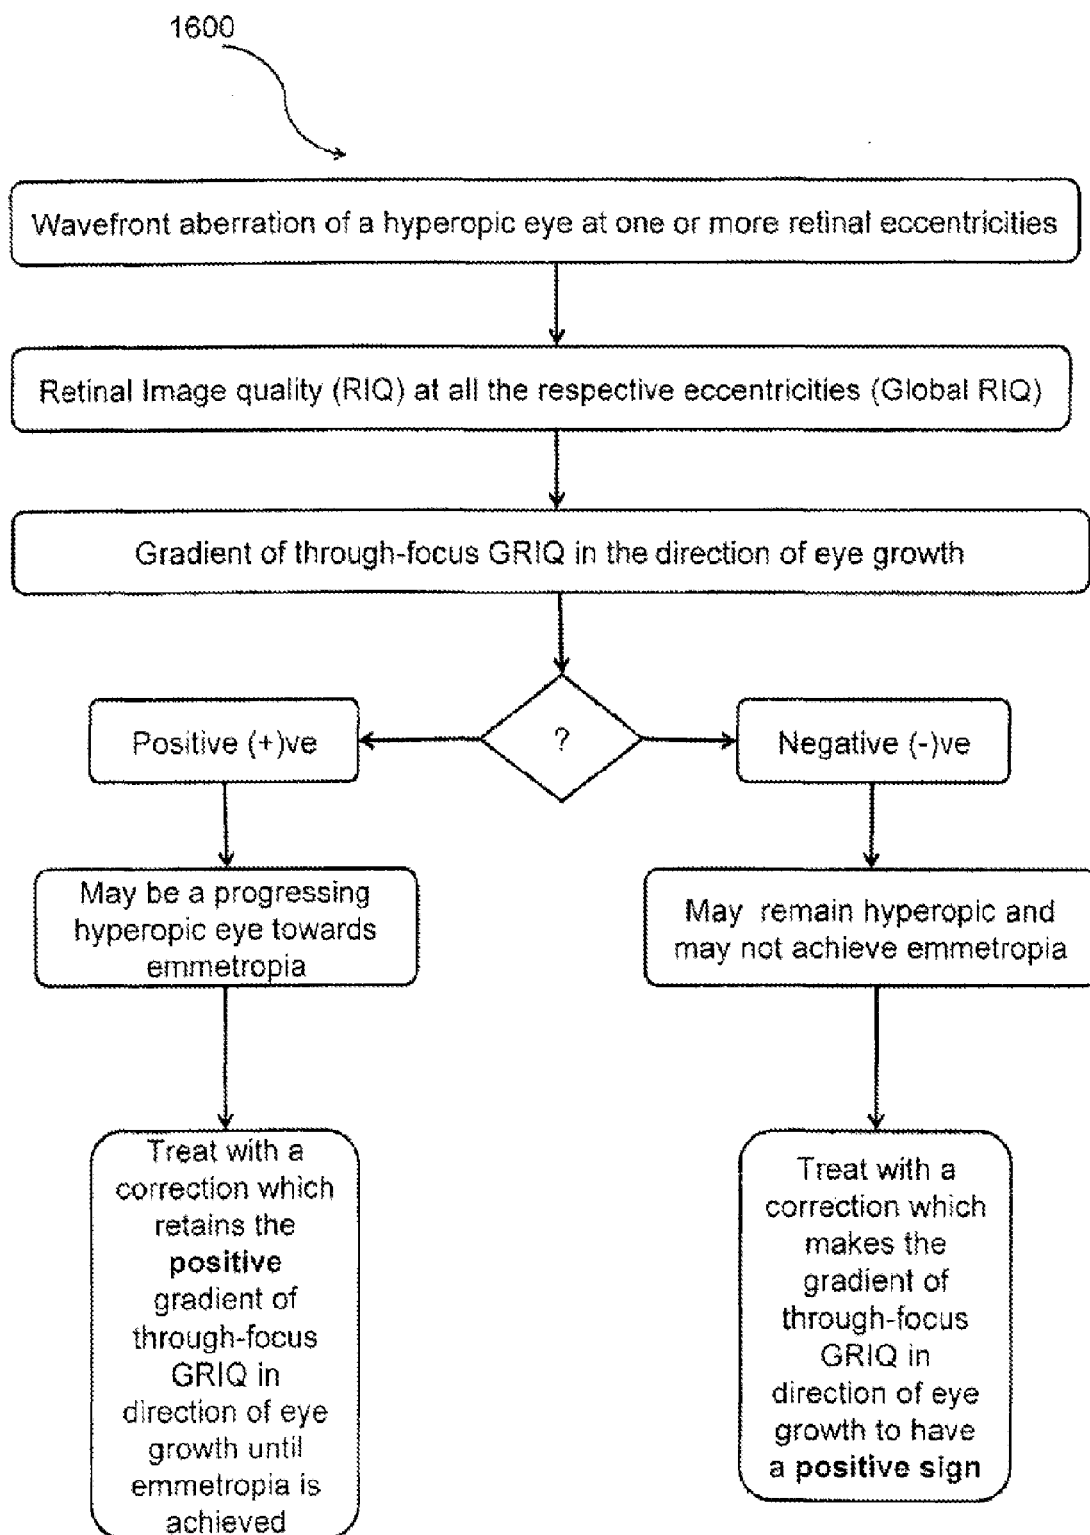 1600
Wavefront aberration of a hyperopic eye at one or more retinal eccentricities
Retinal Image quality (RIQ) at all the respective eccentricities (Global RIQ)
Gradient of through-focus GRIQ in the direction of eye growth
?
Positive (+)ve
Negative (-)ve
May be a progressing
hyperopic eye towards
emmetropia
May remain hyperopic and
may not achieve emmetropia
Treat with a
correction which
retains the
positive
gradient of
through-focus
GRIQ in
direction of eye
growth until
emmetropia is
achieved
Treat with a
correction which
makes the
gradient of
through-focus
GRIQ in
direction of eye
growth to have
a positive sign